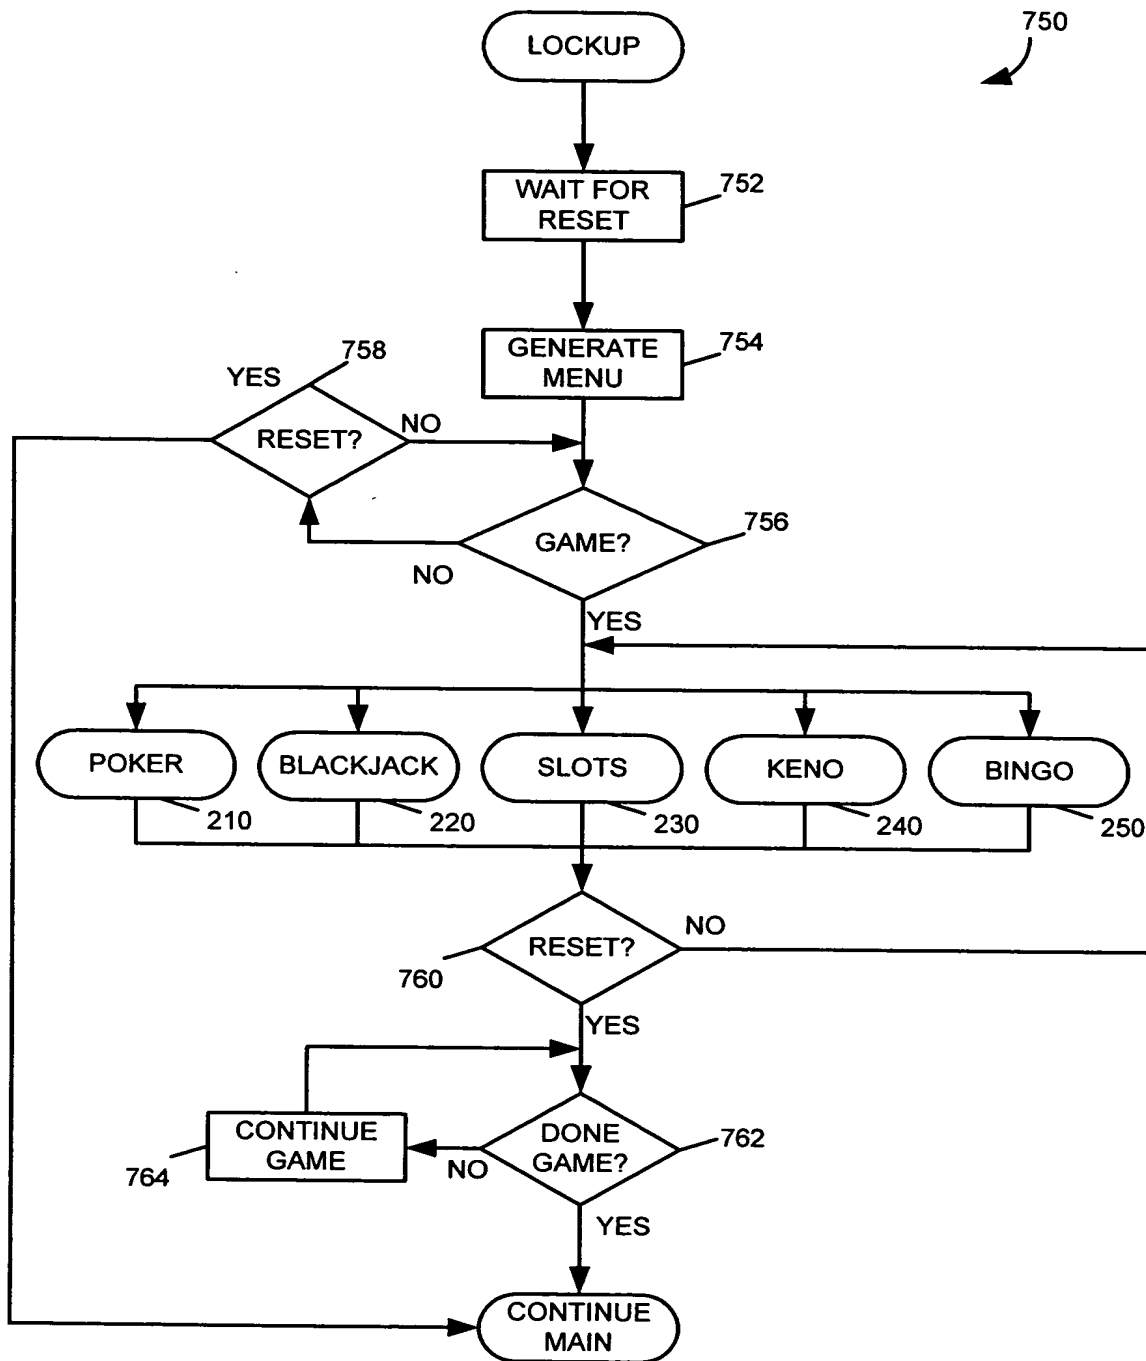 LOCKUP
750
WAIT FOR
RESET
752
GENERATE
MENU
754
758
YES
RESET?
NO
GAME?
756
NO
YES
POKER
BLACKJACK
SLOTS
KENO
BINGO
210
220
230
240
250
RESET?
NO
760
YES
CONTINUE
GAME
764
NO
DONE
GAME?
762
YES
CONTINUE
MAIN